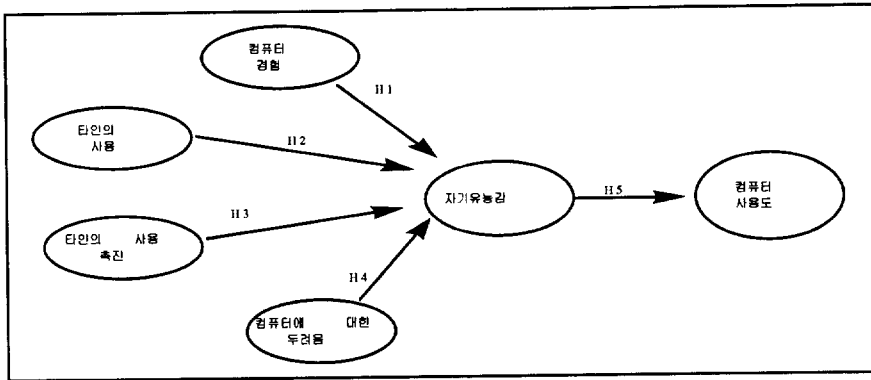 컴퓨터
경험
H1
타인의
사용
H2
자기유능감
H5
컴퓨터
사용도
H3
타인의 사용
촉진
H4
컴퓨터에 대한
두려움